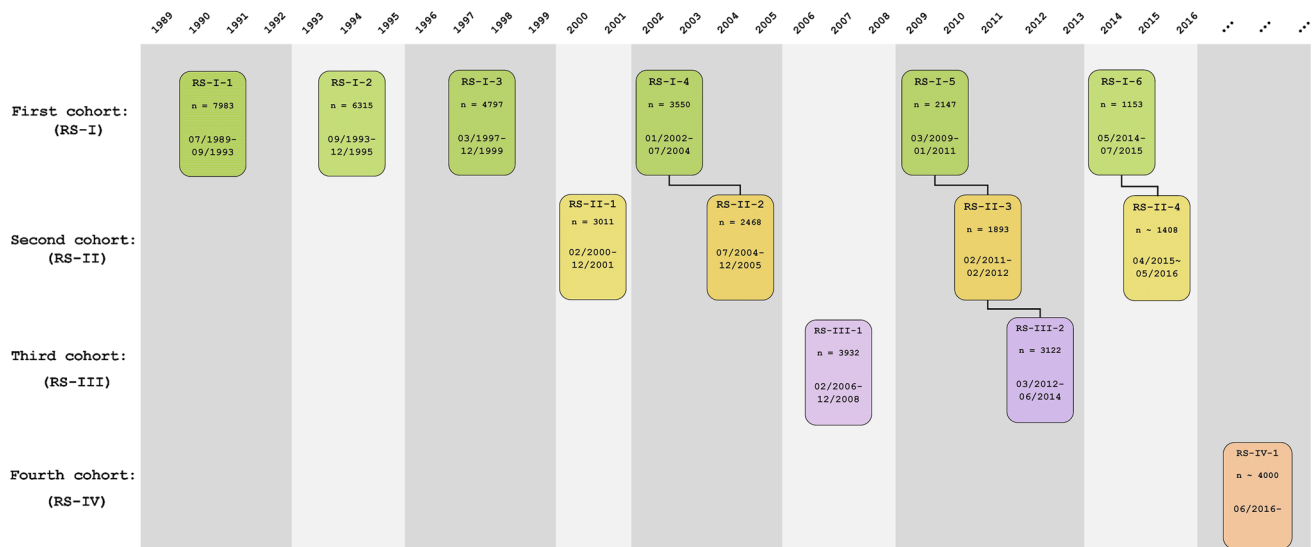 1989 1990 1991 1992 1993 1994 1995 1996 1997 1998 1999 2000 2001 2002 2003 2004 2005 2006 2007 2008 2009 2010 2011 2012 2013 2014 2015 2016 ... ... ...
First cohort:
(RS-I)
RS-I-1
n = 7983
07/1989-
09/1993
RS-I-2
n = 6315
09/1993-
12/1995
RS-I-3
n = 4797
03/1997-
12/1999
RS-I-4
n = 3550
01/2002-
07/2004
RS-I-5
n = 2147
03/2009-
01/2011
RS-I-6
n = 1153
05/2014-
07/2015
Second cohort:
(RS-II)
RS-II-1
n = 3011
02/2000-
12/2001
RS-II-2
n = 2468
07/2004-
12/2005
RS-II-3
n = 1893
02/2011-
02/2012
RS-II-4
n ~ 1408
04/2015~
05/2016
Third cohort:
(RS-III)
RS-III-1
n = 3932
02/2006-
12/2008
RS-III-2
n = 3122
03/2012-
06/2014
Fourth cohort:
(RS-IV)
RS-IV-1
n ~ 4000
06/2016-